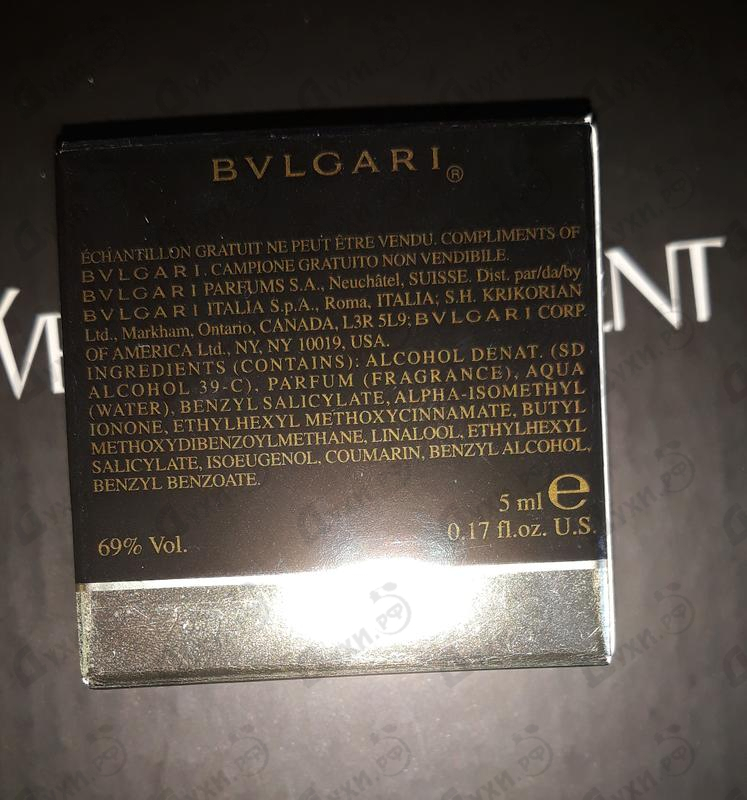 BVLGARI®
ÉCHANTILLON GRATUIT NE PEUT ÊTRE VENDU. COMPLIMENTS OF
BVLGARI. CAMPIONE GRATUITO NON VENDIBILE.
BVLGARI PARFUMS S.A., Neuchâtel, SUISSE. Dist. par/da/by
BVLGARI ITALIA S.p.A., Roma, ITALIA; S.H. KRIKORIAN
Ltd., Markham, Ontario, CANADA, L3R 5L9; BVLGARI CORP.
OF AMERICA Ltd., NY, NY 10019, USA.
INGREDIENTS (CONTAINS): ALCOHOL DENAT. (SD
ALCOHOL 39-C), PARFUM (FRAGRANCE), AQUA
(WATER), BENZYL SALICYLATE, ALPHA-ISOMETHYL
IONONE, ETHYLHEXYL METHOXYCINNAMATE, BUTYL
METHOXYDIBENZOYLMETHANE, LINALOOL, ETHYLHEXYL
SALICYLATE, ISOEUGENOL, COUMARIN, BENZYL ALCOHOL,
BENZYL BENZOATE.
5 ml e
69% Vol.
0.17 fl.oz. U.S.
VE
ENT
духи.рф